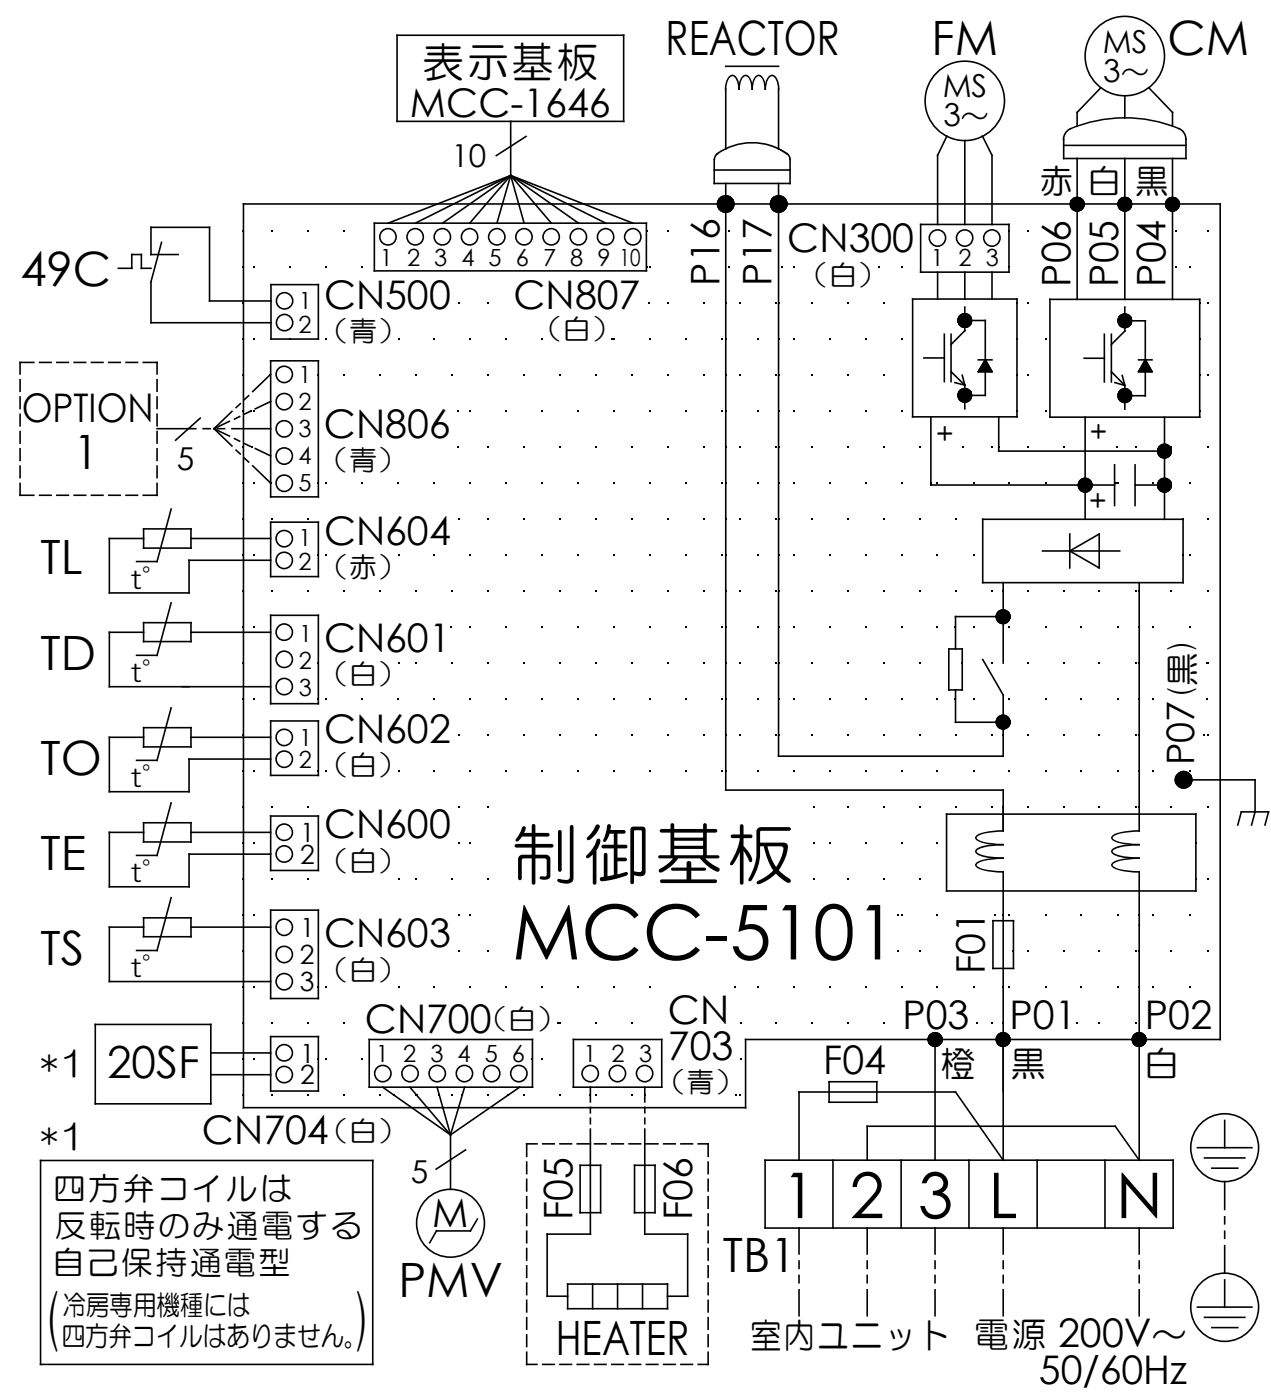 表示基板
MCC-1646
10
REACTOR
FM
MS
3～
CM
MS
3～
赤 白 黒
49C
1 2 3 4 5 6 7 8 9 10
CN807
（白）
P16
P17
CN300
（白）
1 2 3
P06
P05
P04
1
2
CN500
（青）
OPTION
1
5
1
2
3
4
5
CN806
（青）
+
+
+
TL
t°
1
2
CN604
（赤）
TD
t°
1
2
3
CN601
（白）
P07(黒)
TO
t°
1
2
CN602
（白）
TE
t°
1
2
CN600
（白）
制御基板
MCC-5101
TS
t°
1
2
3
CN603
（白）
F01
*1
20SF
1
2
CN704（白）
CN700（白）
1 2 3 4 5 6
5
M
PMV
CN
703
（青）
1 2 3
F05
F06
HEATER
P03
P01
P02
橙
黒
白
F04
1 2 3 L N
TB1
室内ユニット
電源 200V～
50/60Hz
*1
四方弁コイルは
反転時のみ通電する
自己保持通電型
(冷房専用機種には
四方弁コイルはありません。)